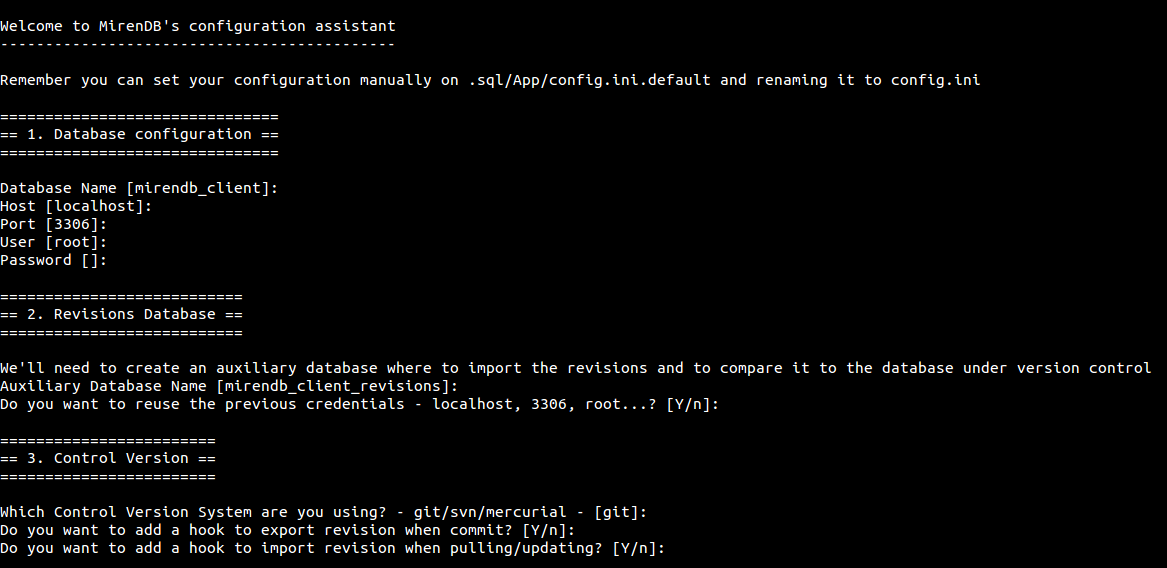 Welcome to MirenDB's configuration assistant
--------------------------------------------
Remember you can set your configuration manually on .sql/App/config.ini.default and renaming it to config.ini
===============================
== 1. Database configuration ==
===============================
Database Name [mirendb_client]:
Host [localhost]:
Port [3306]:
User [root]:
Password []:
===========================
== 2. Revisions Database ==
===========================
We'll need to create an auxiliary database where to import the revisions and to compare it to the database under version control
Auxiliary Database Name [mirendb_client_revisions]:
Do you want to reuse the previous credentials - localhost, 3306, root...? [Y/n]:
========================
== 3. Control Version ==
========================
Which Control Version System are you using? - git/svn/mercurial - [git]:
Do you want to add a hook to export revision when commit? [Y/n]:
Do you want to add a hook to import revision when pulling/updating? [Y/n]: